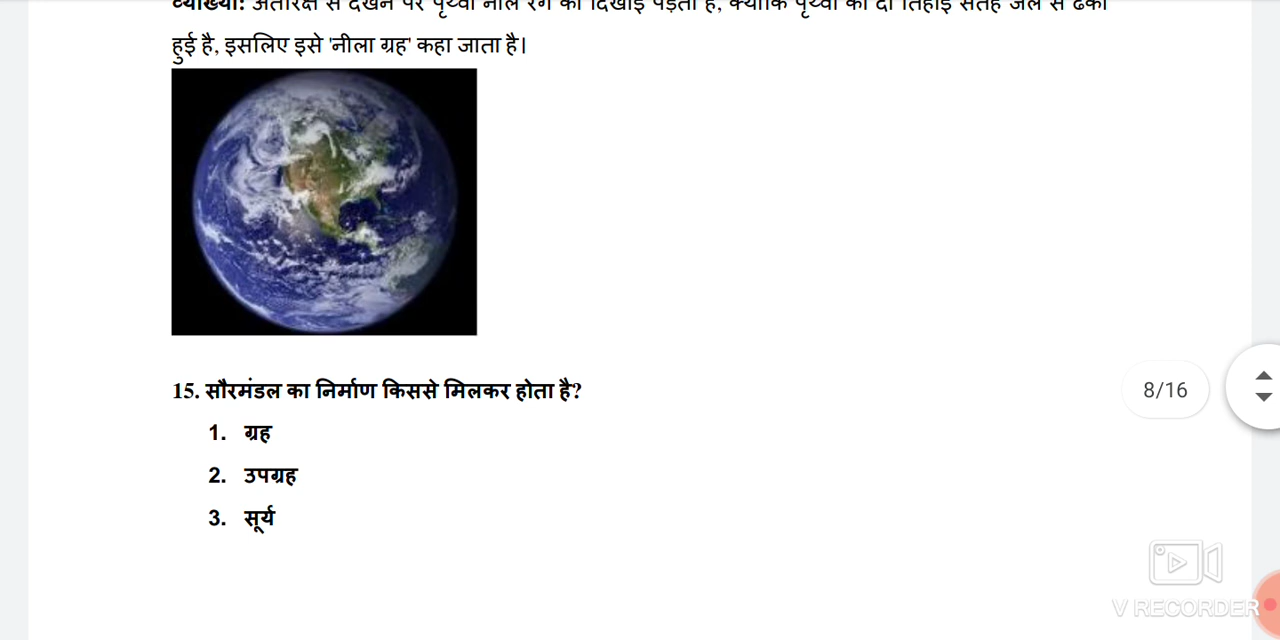 व्याख्या: अंतरिक्ष से देखने पर पृथ्वी नीले रंग की दिखाई पड़ती है, क्योंकि पृथ्वी की दो तिहाई सतह जल से ढकी
हुई है, इसलिए इसे 'नीला ग्रह' कहा जाता है।
15. सौरमंडल का निर्माण किससे मिलकर होता है?
1. ग्रह
2. उपग्रह
3. सूर्य
8/16
V RECORDER